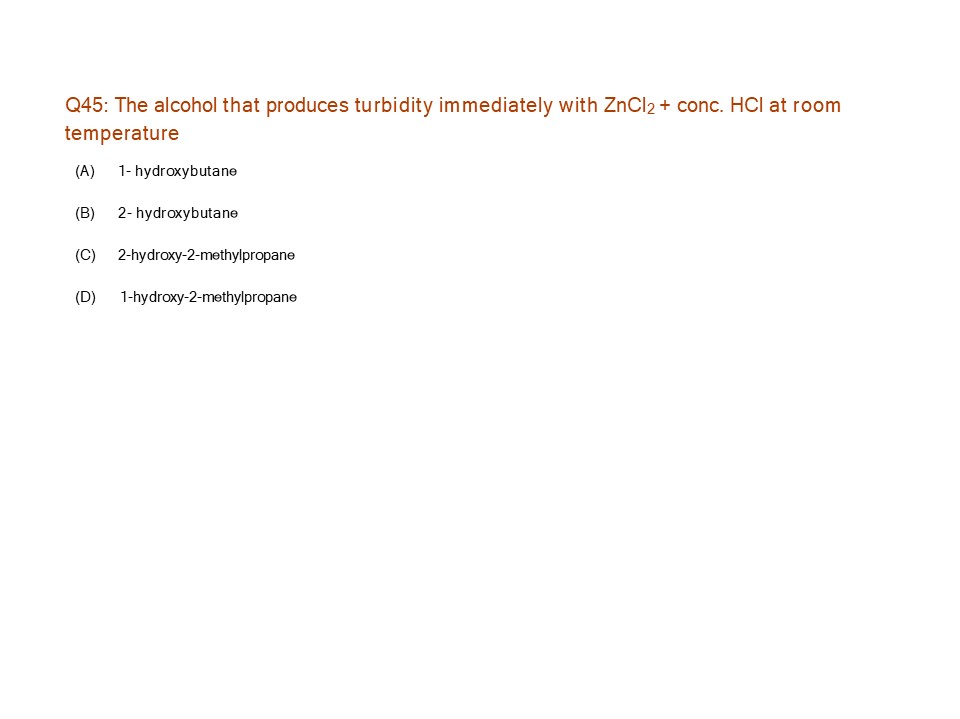 Q45: The alcohol that produces turbidity immediately with ZnCl₂ + conc. HCl at room
temperature
(A) 1- hydroxybutane
(B) 2- hydroxybutane
(C) 2-hydroxy-2-methylpropane
(D) 1-hydroxy-2-methylpropane